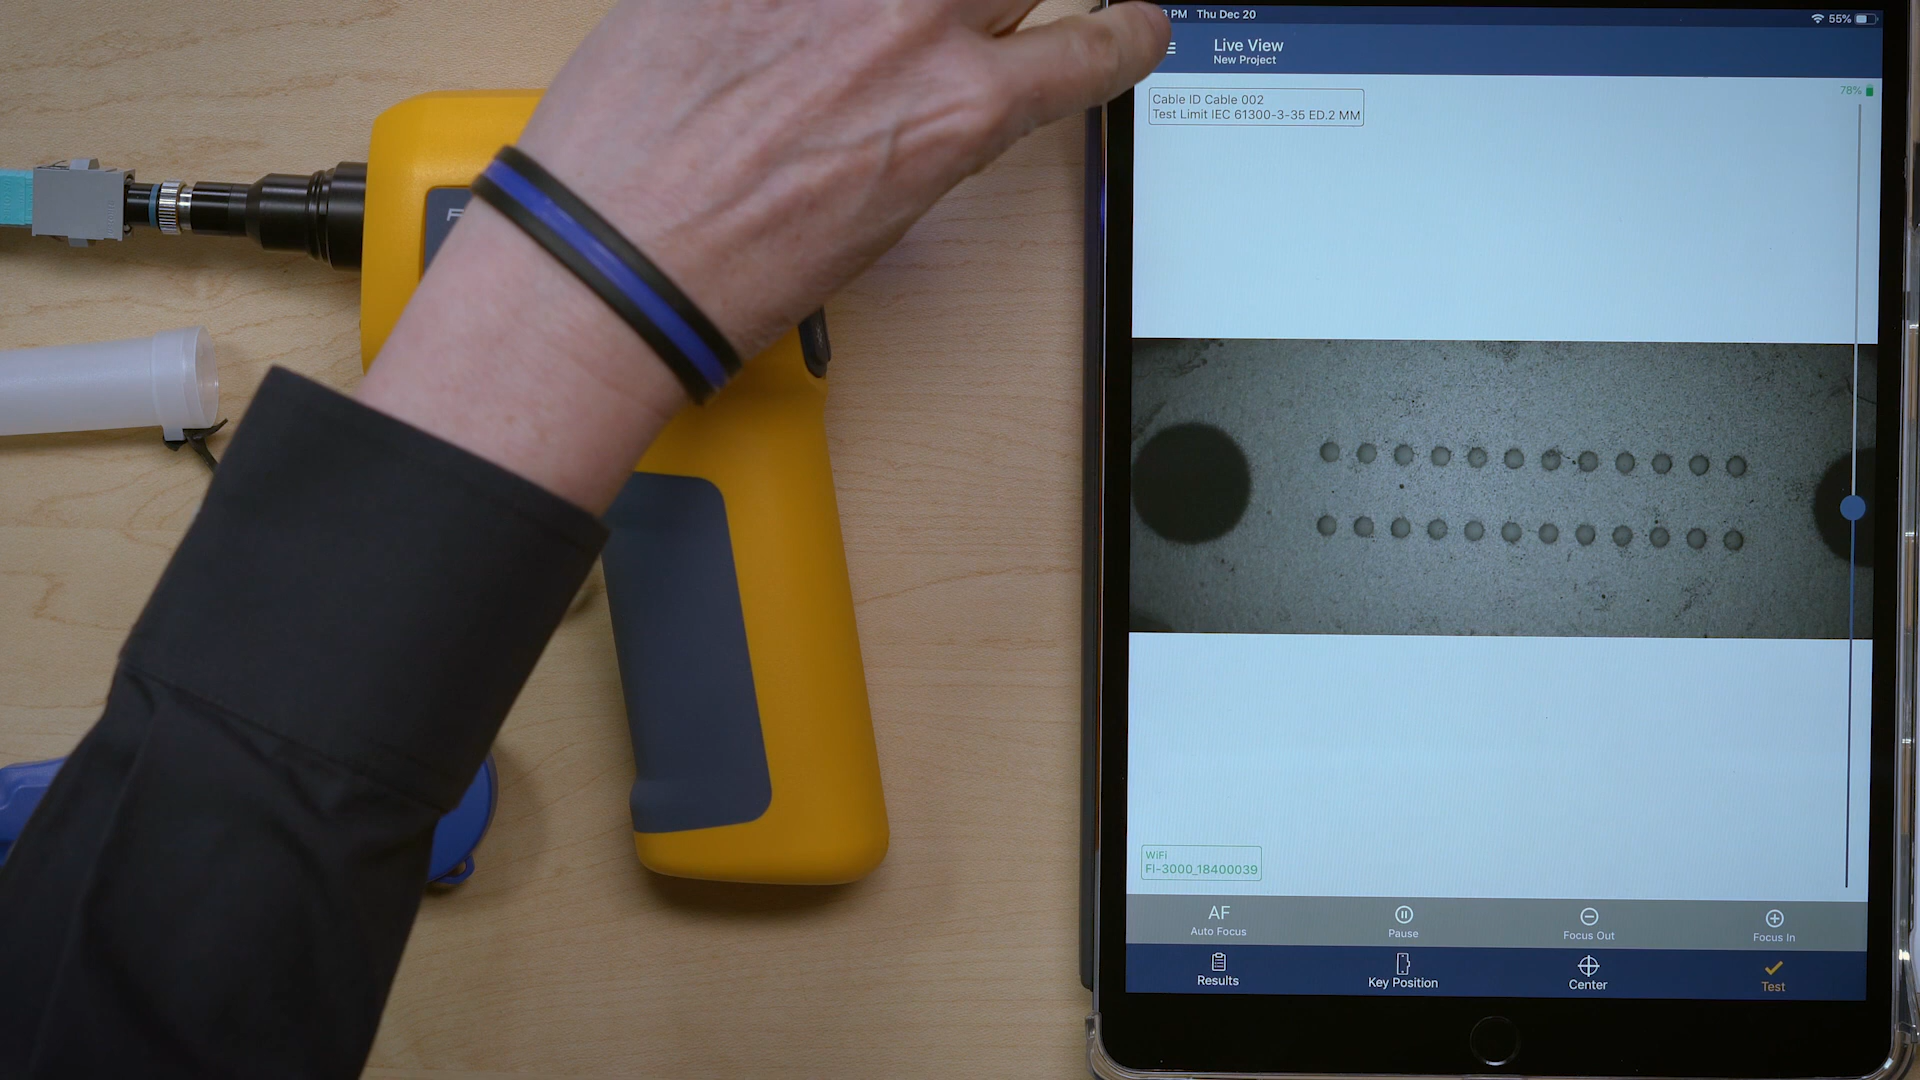 PM Thu Dec 20
55%
Live View
New Project
78%
Cable ID Cable 002
Test Limit IEC 61300-3-35 ED.2 MM
WiFi
FI-3000_18400039
AF
Auto Focus
Pause
Focus Out
Focus In
Results
Key Position
Center
Test